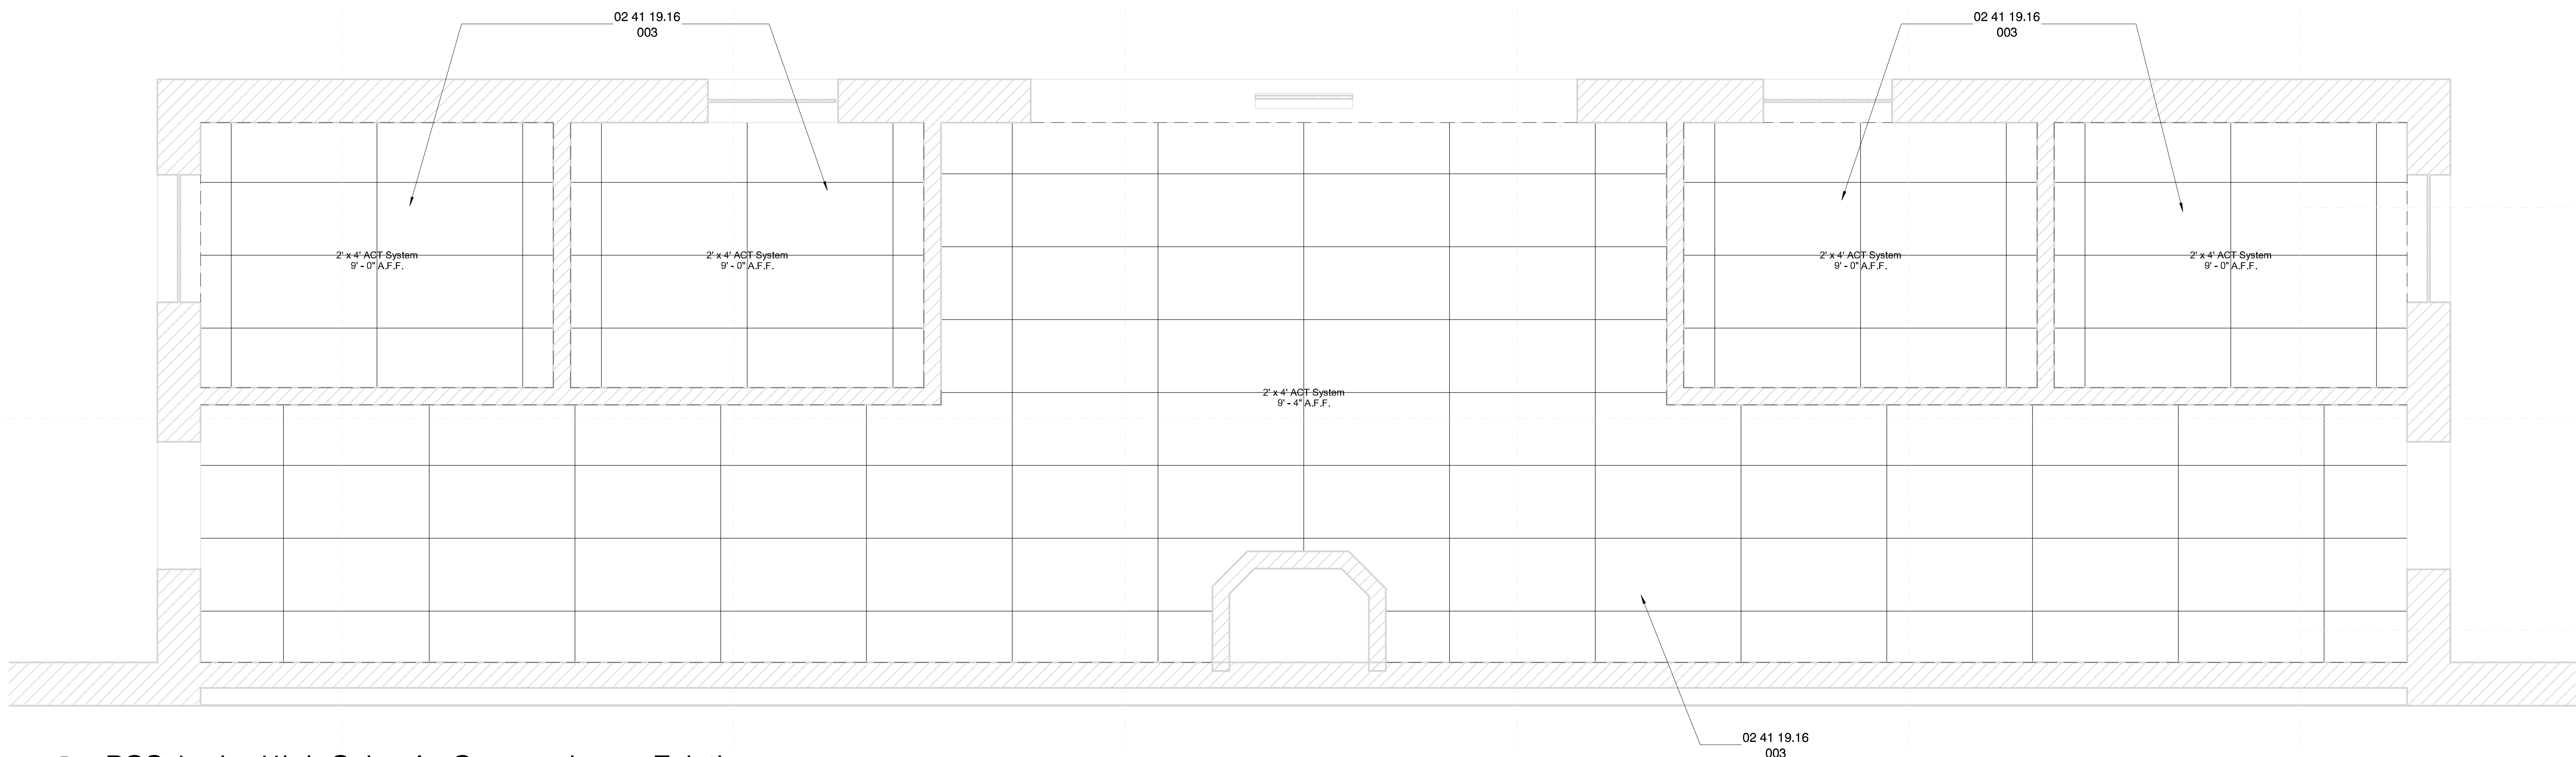 02 41 19.16
003
02 41 19.16
003
2' x 4' ACT System
9' - 0" A.F.F.
2' x 4' ACT System
9' - 0" A.F.F.
2' x 4' ACT System
9' - 0" A.F.F.
2' x 4' ACT System
9' - 0" A.F.F.
2' x 4' ACT System
9' - 4" A.F.F.
02 41 19.16
003